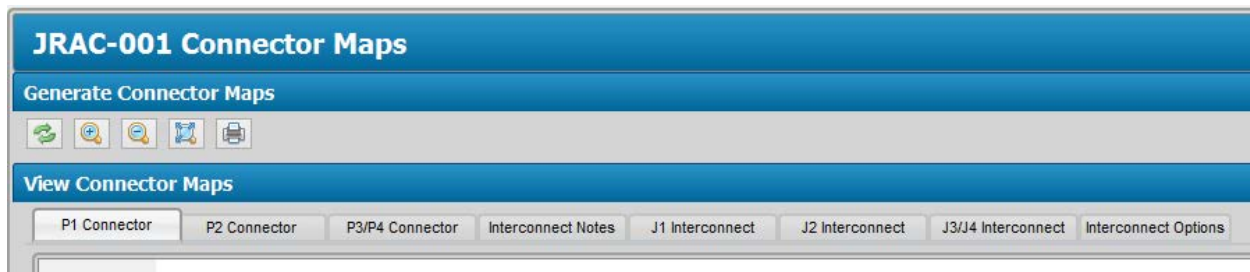 JRAC-001 Connector Maps
Generate Connector Maps
View Connector Maps
P1 Connector P2 Connector P3/P4 Connector Interconnect Notes J1 Interconnect J2 Interconnect J3/J4 Interconnect Interconnect Options